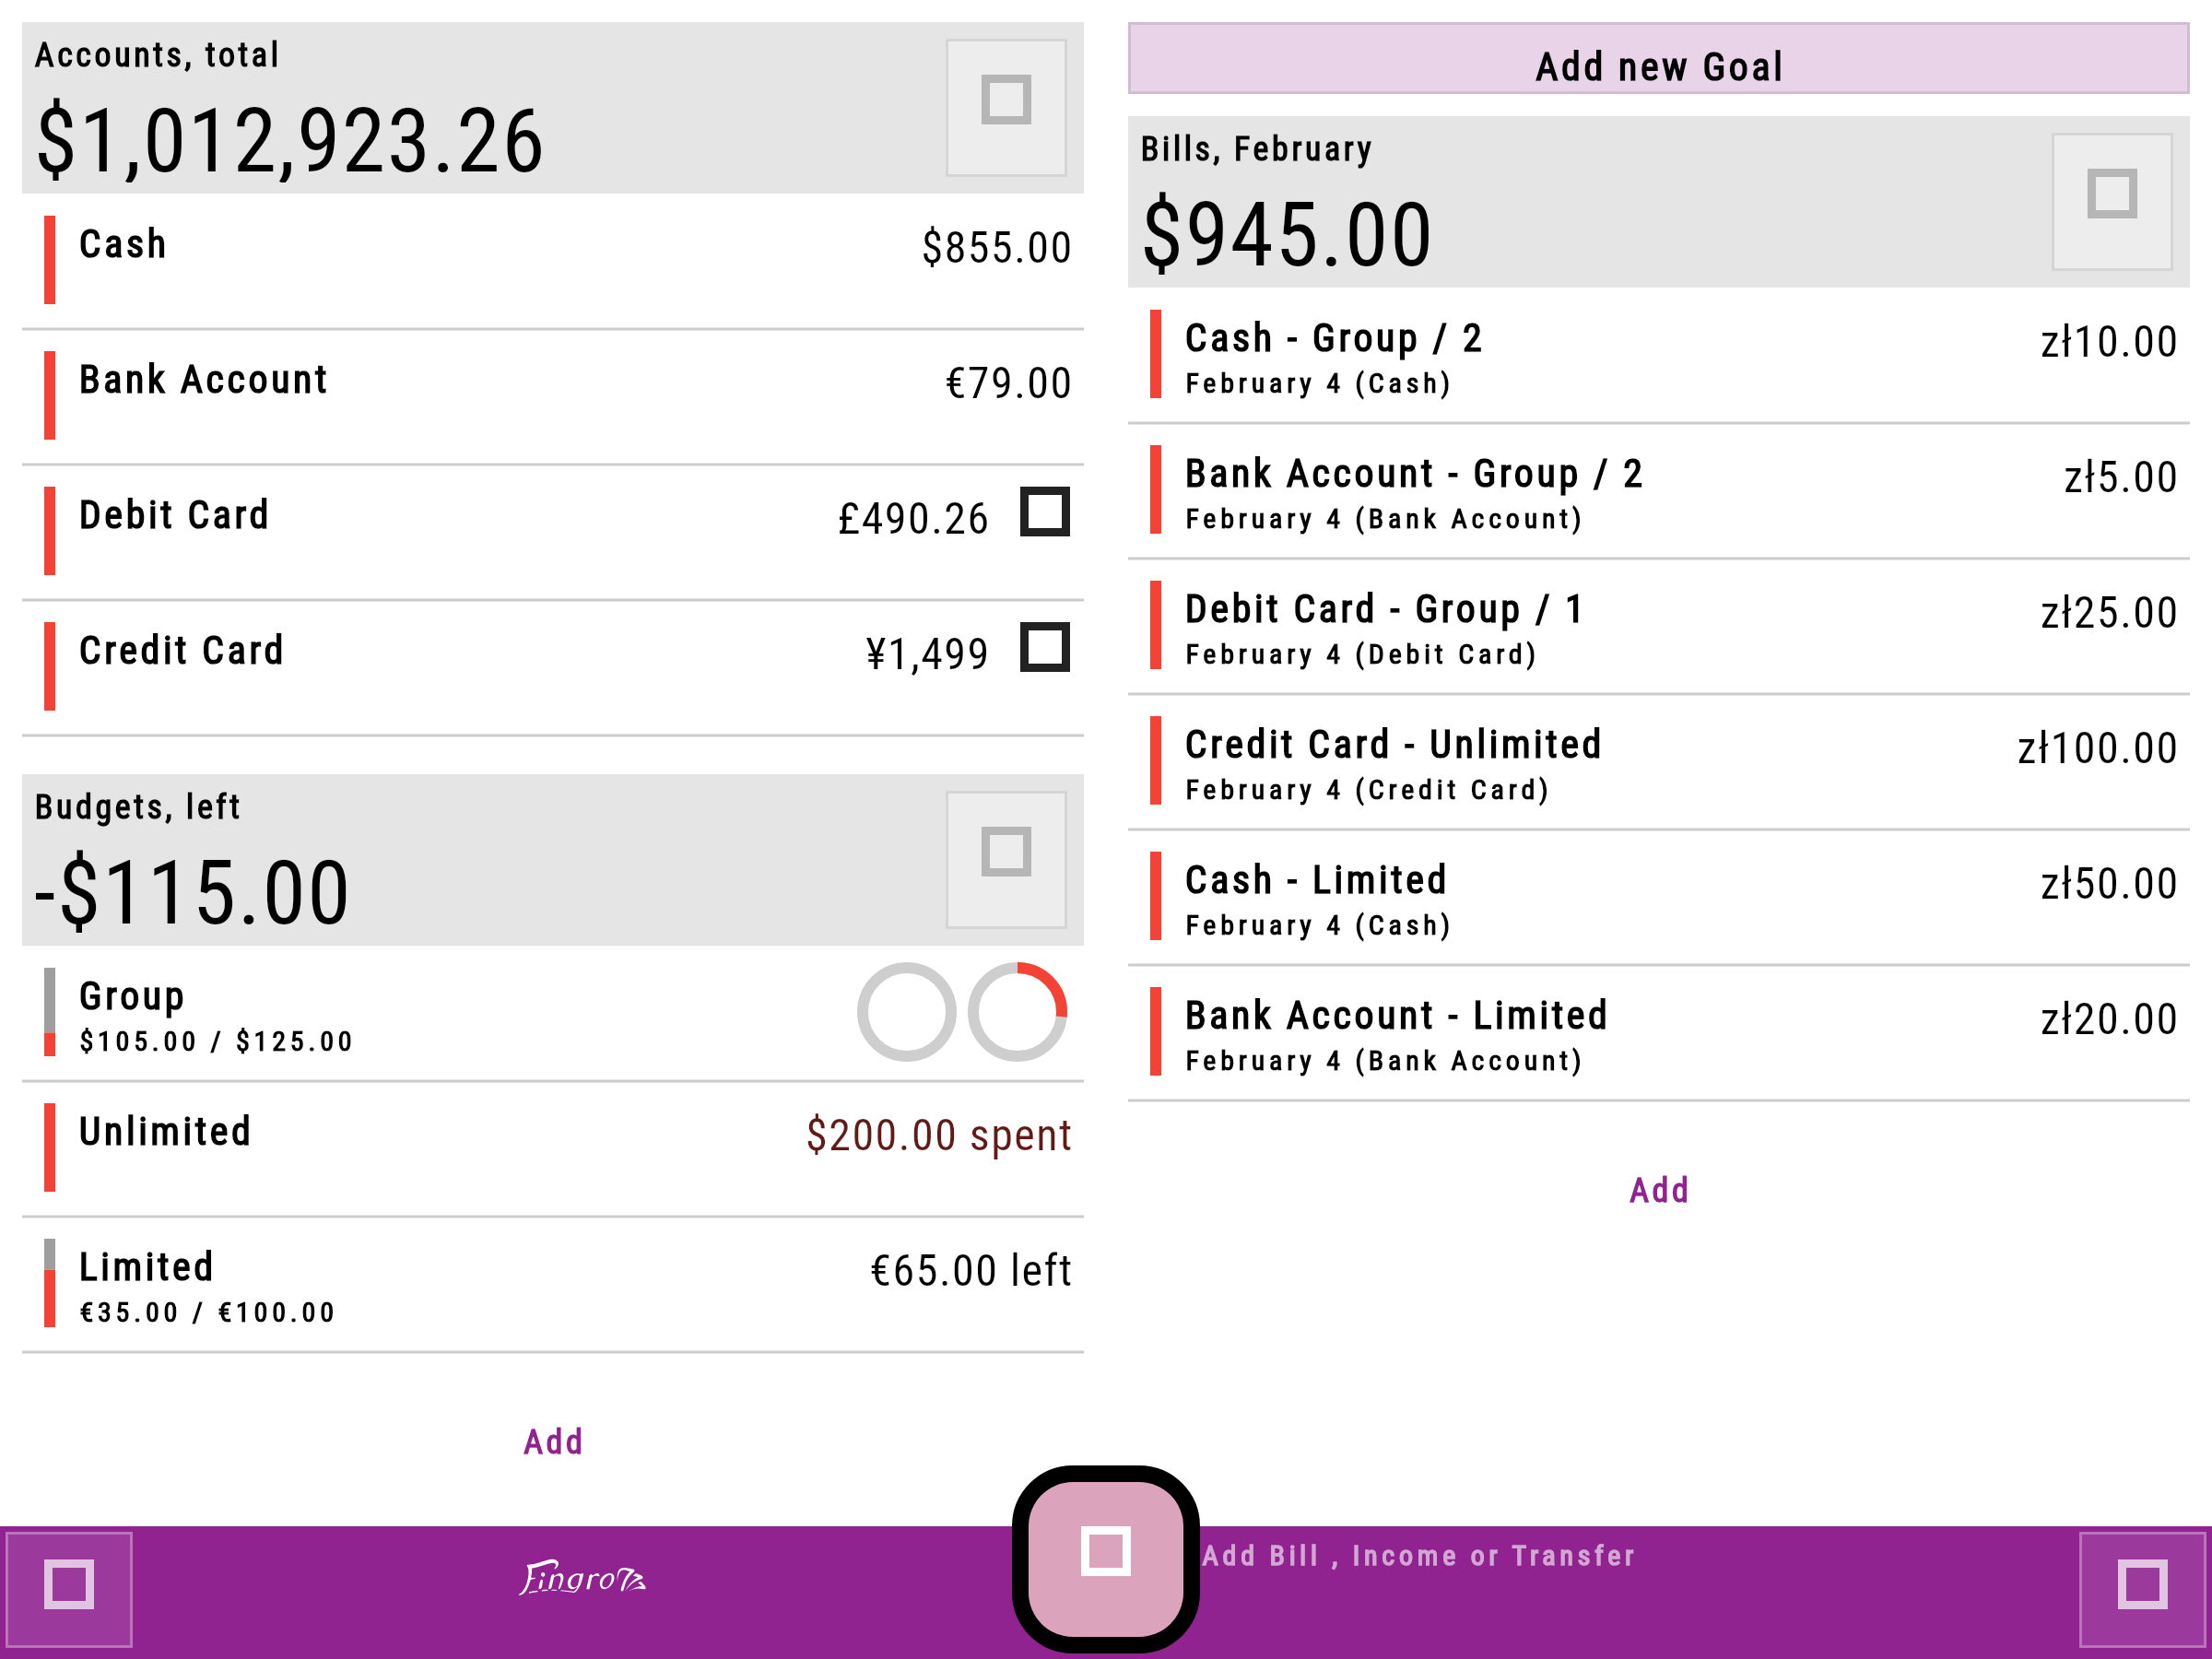 Accounts, total
$1,012,923.26
Cash
$855.00
Bank Account
€79.00
Debit Card
£490.26
Credit Card
¥1,499
Budgets, left
-$115.00
Group
$105.00 / $125.00
Unlimited
$200.00 spent
Limited
€65.00 left
€35.00 / €100.00
Add
Add new Goal
Bills, February
$945.00
Cash - Group / 2
zł10.00
February 4 (Cash)
Bank Account - Group / 2
zł5.00
February 4 (Bank Account)
Debit Card - Group / 1
zł25.00
February 4 (Debit Card)
Credit Card - Unlimited
zł100.00
February 4 (Credit Card)
Cash - Limited
zł50.00
February 4 (Cash)
Bank Account - Limited
zł20.00
February 4 (Bank Account)
Add
Fingro
Add Bill , Income or Transfer